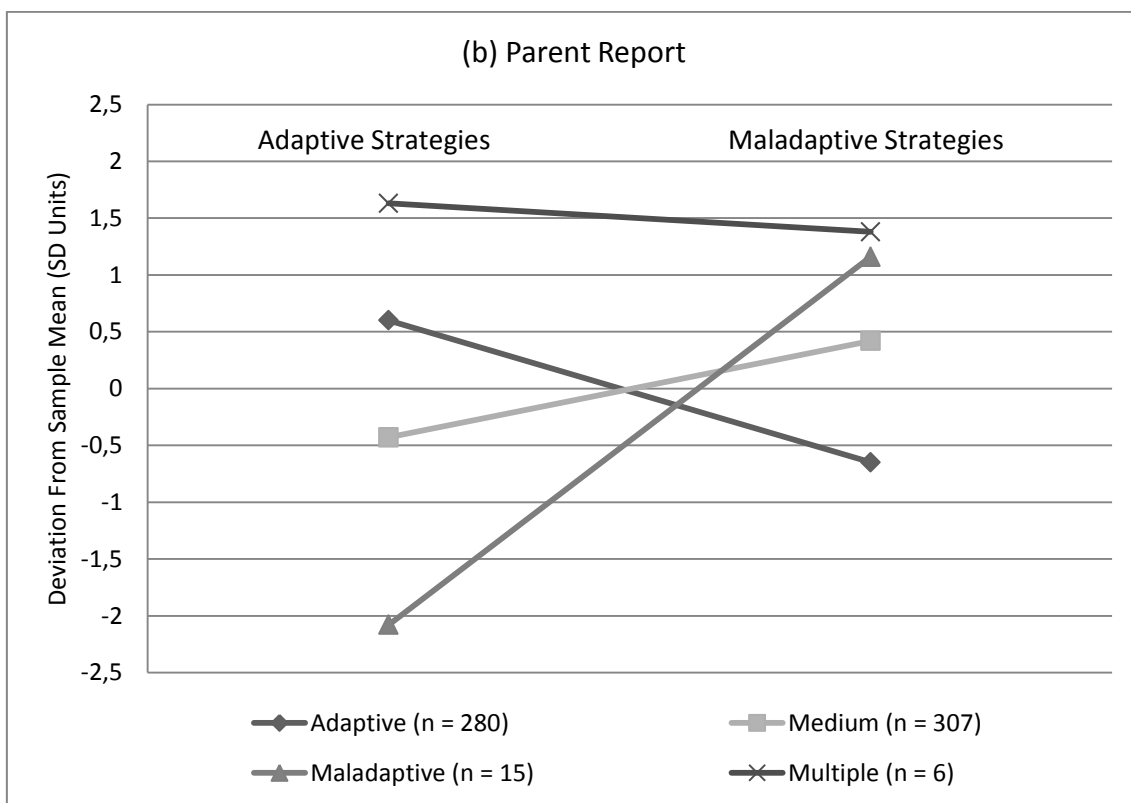 (b) Parent Report
Adaptive Strategies
Maladaptive Strategies
Deviation From Sample Mean (SD Units)
2,5
2
1,5
1
0,5
0
-0,5
-1
-1,5
-2
-2,5
Adaptive (n = 280)
Medium (n = 307)
Maladaptive (n = 15)
Multiple (n = 6)